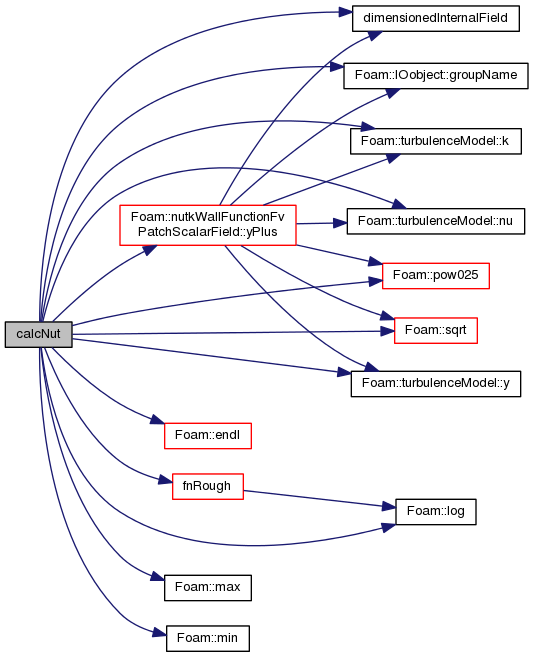 dimensionedInternalField
Foam::IOobject::groupName
Foam::turbulenceModel::k
Foam::nutkWallFunctionFv
PatchScalarField::yPlus
Foam::turbulenceModel::nu
Foam::pow025
calcNut
Foam::sqrt
Foam::turbulenceModel::y
Foam::endl
fnRough
Foam::log
Foam::max
Foam::min